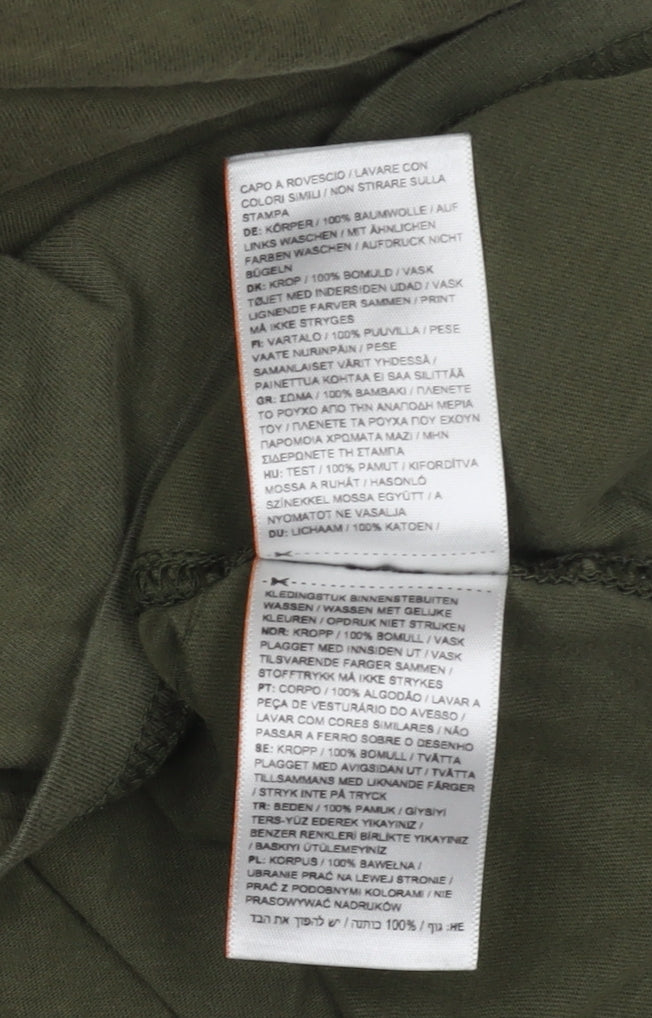 CAPO A ROVESCIO / LAVARE CON
COLORI SIMILI / NON STIRARE SULLA
STAMPA
DE: KÖRPER / 100% BAUMWOLLE / AUF
LINKS WASCHEN / MIT ÄHNLICHEN
FARBEN WASCHEN / AUFDRUCK NICHT
BÜGELN
DK: KROP / 100% BOMULD / VASK
TØJET MED INDERSIDEN UDAD / VASK
LIGNENDE FARVER SAMMEN / PRINT
MÅ IKKE STRYGES
FI: VARTALO / 100% PUUVILLA / PESE
VAATE NURINPÄIN / PESE
SAMANLAISET VÄRIT YHDESSÄ /
PAINETTUA KOHTAA EI SAA SILITTÄÄ
GR: ΣΩΜΑ / 100% ΒΑΜΒΑΚΙ / ΠΛΕΝΕΤΕ
ΤΟ ΡΟΥΧΟ ΑΠΟ ΤΗΝ ΑΝΑΠΟΔΗ ΜΕΡΙΑ
ΤΟΥ / ΠΛΕΝΕΤΕ ΤΑ ΡΟΥΧΑ ΠΟΥ ΕΧΟΥΝ
ΠΑΡΟΜΟΙΑ ΧΡΩΜΑΤΑ ΜΑΖΙ / ΜΗΝ
ΣΙΔΕΡΩΝΕΤΕ ΤΗ ΣΤΑΜΠΑ
HU: TEST / 100% PAMUT / KIFORDÍTVA
MOSSA A RUHÁT / HASONLÓ
SZÍNEKKEL MOSSA EGYÜTT / A
NYOMATOT NE VASALJA
DU: LICHAAM / 100% KATOEN /
KLEDINGSTUK BINNENSTEBUITEN
WASSEN / WASSEN MET GELIJKE
KLEUREN / OPDRUK NIET STRIJKEN
NOR: KROPP / 100% BOMULL / VASK
PLAGGET MED INNSIDEN UT / VASK
TILSVARENDE FARGER SAMMEN /
STOFFTRYKK MÅ IKKE STRYKES
PT: CORPO / 100% ALGODÃO / LAVAR A
PEÇA DE VESTURÁRIO DO AVESSO /
LAVAR COM CORES SIMILARES / NÃO
PASSAR A FERRO SOBRE O DESENHO
SE: KROPP / 100% BOMULL / TVÄTTA
PLAGGET MED AVIGSIDAN UT / TVÄTTA
TILLSAMMANS MED LIKNANDE FÄRGER
/ STRYK INTE PÅ TRYCK
TR: BEDEN / 100% PAMUK / GİYSİYİ
TERS-YÜZ EDEREK YIKAYINIZ /
BENZER RENKLERİ BİRLİKTE YIKAYINIZ
/ BASKIYI ÜTÜLEMEYİNİZ
PL: KORPUS / 100% BAWEŁNA /
UBRANIE PRAĆ NA LEWEJ STRONIE /
PRAĆ Z PODOBNYMI KOLORAMI / NIE
PRASOWYWAĆ NADRUKÓW
HE: גוף / 100% כותנה / יש להפוך את הבד